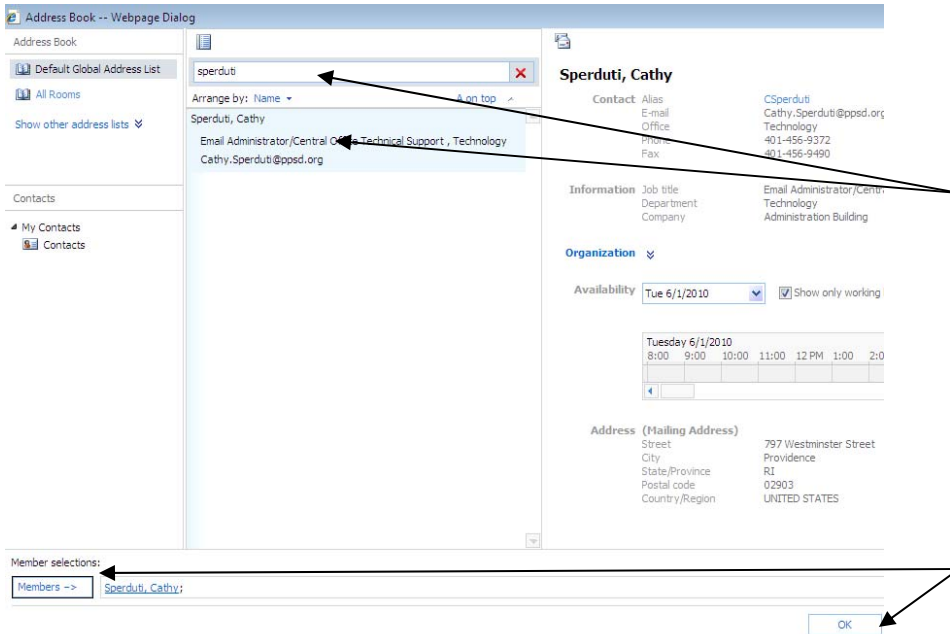 Address Book -- Webpage Dialog
Address Book
Default Global Address List
All Rooms
Show other address lists
Contacts
My Contacts
Contacts
sperduti
Arrange by: Name A on top
Sperduti, Cathy
Email Administrator/Central Office Technical Support , Technology
Cathy.Sperduti@ppsd.org
Sperduti, Cathy
Contact Alias CSperduti
E-mail Cathy.Sperduti@ppsd.org
Office Technology
Phone 401-456-9372
Fax 401-456-9490
Information Job title Email Administrator/Centr
Department Technology
Company Administration Building
Organization
Availability Tue 6/1/2010 Show only working
Tuesday 6/1/2010
8:00 9:00 10:00 11:00 12 PM 1:00 2:0
Address (Mailing Address)
Street 797 Westminster Street
City Providence
State/Province RI
Postal code 02903
Country/Region UNITED STATES
Member selections:
Members -> Sperduti, Cathy;
OK